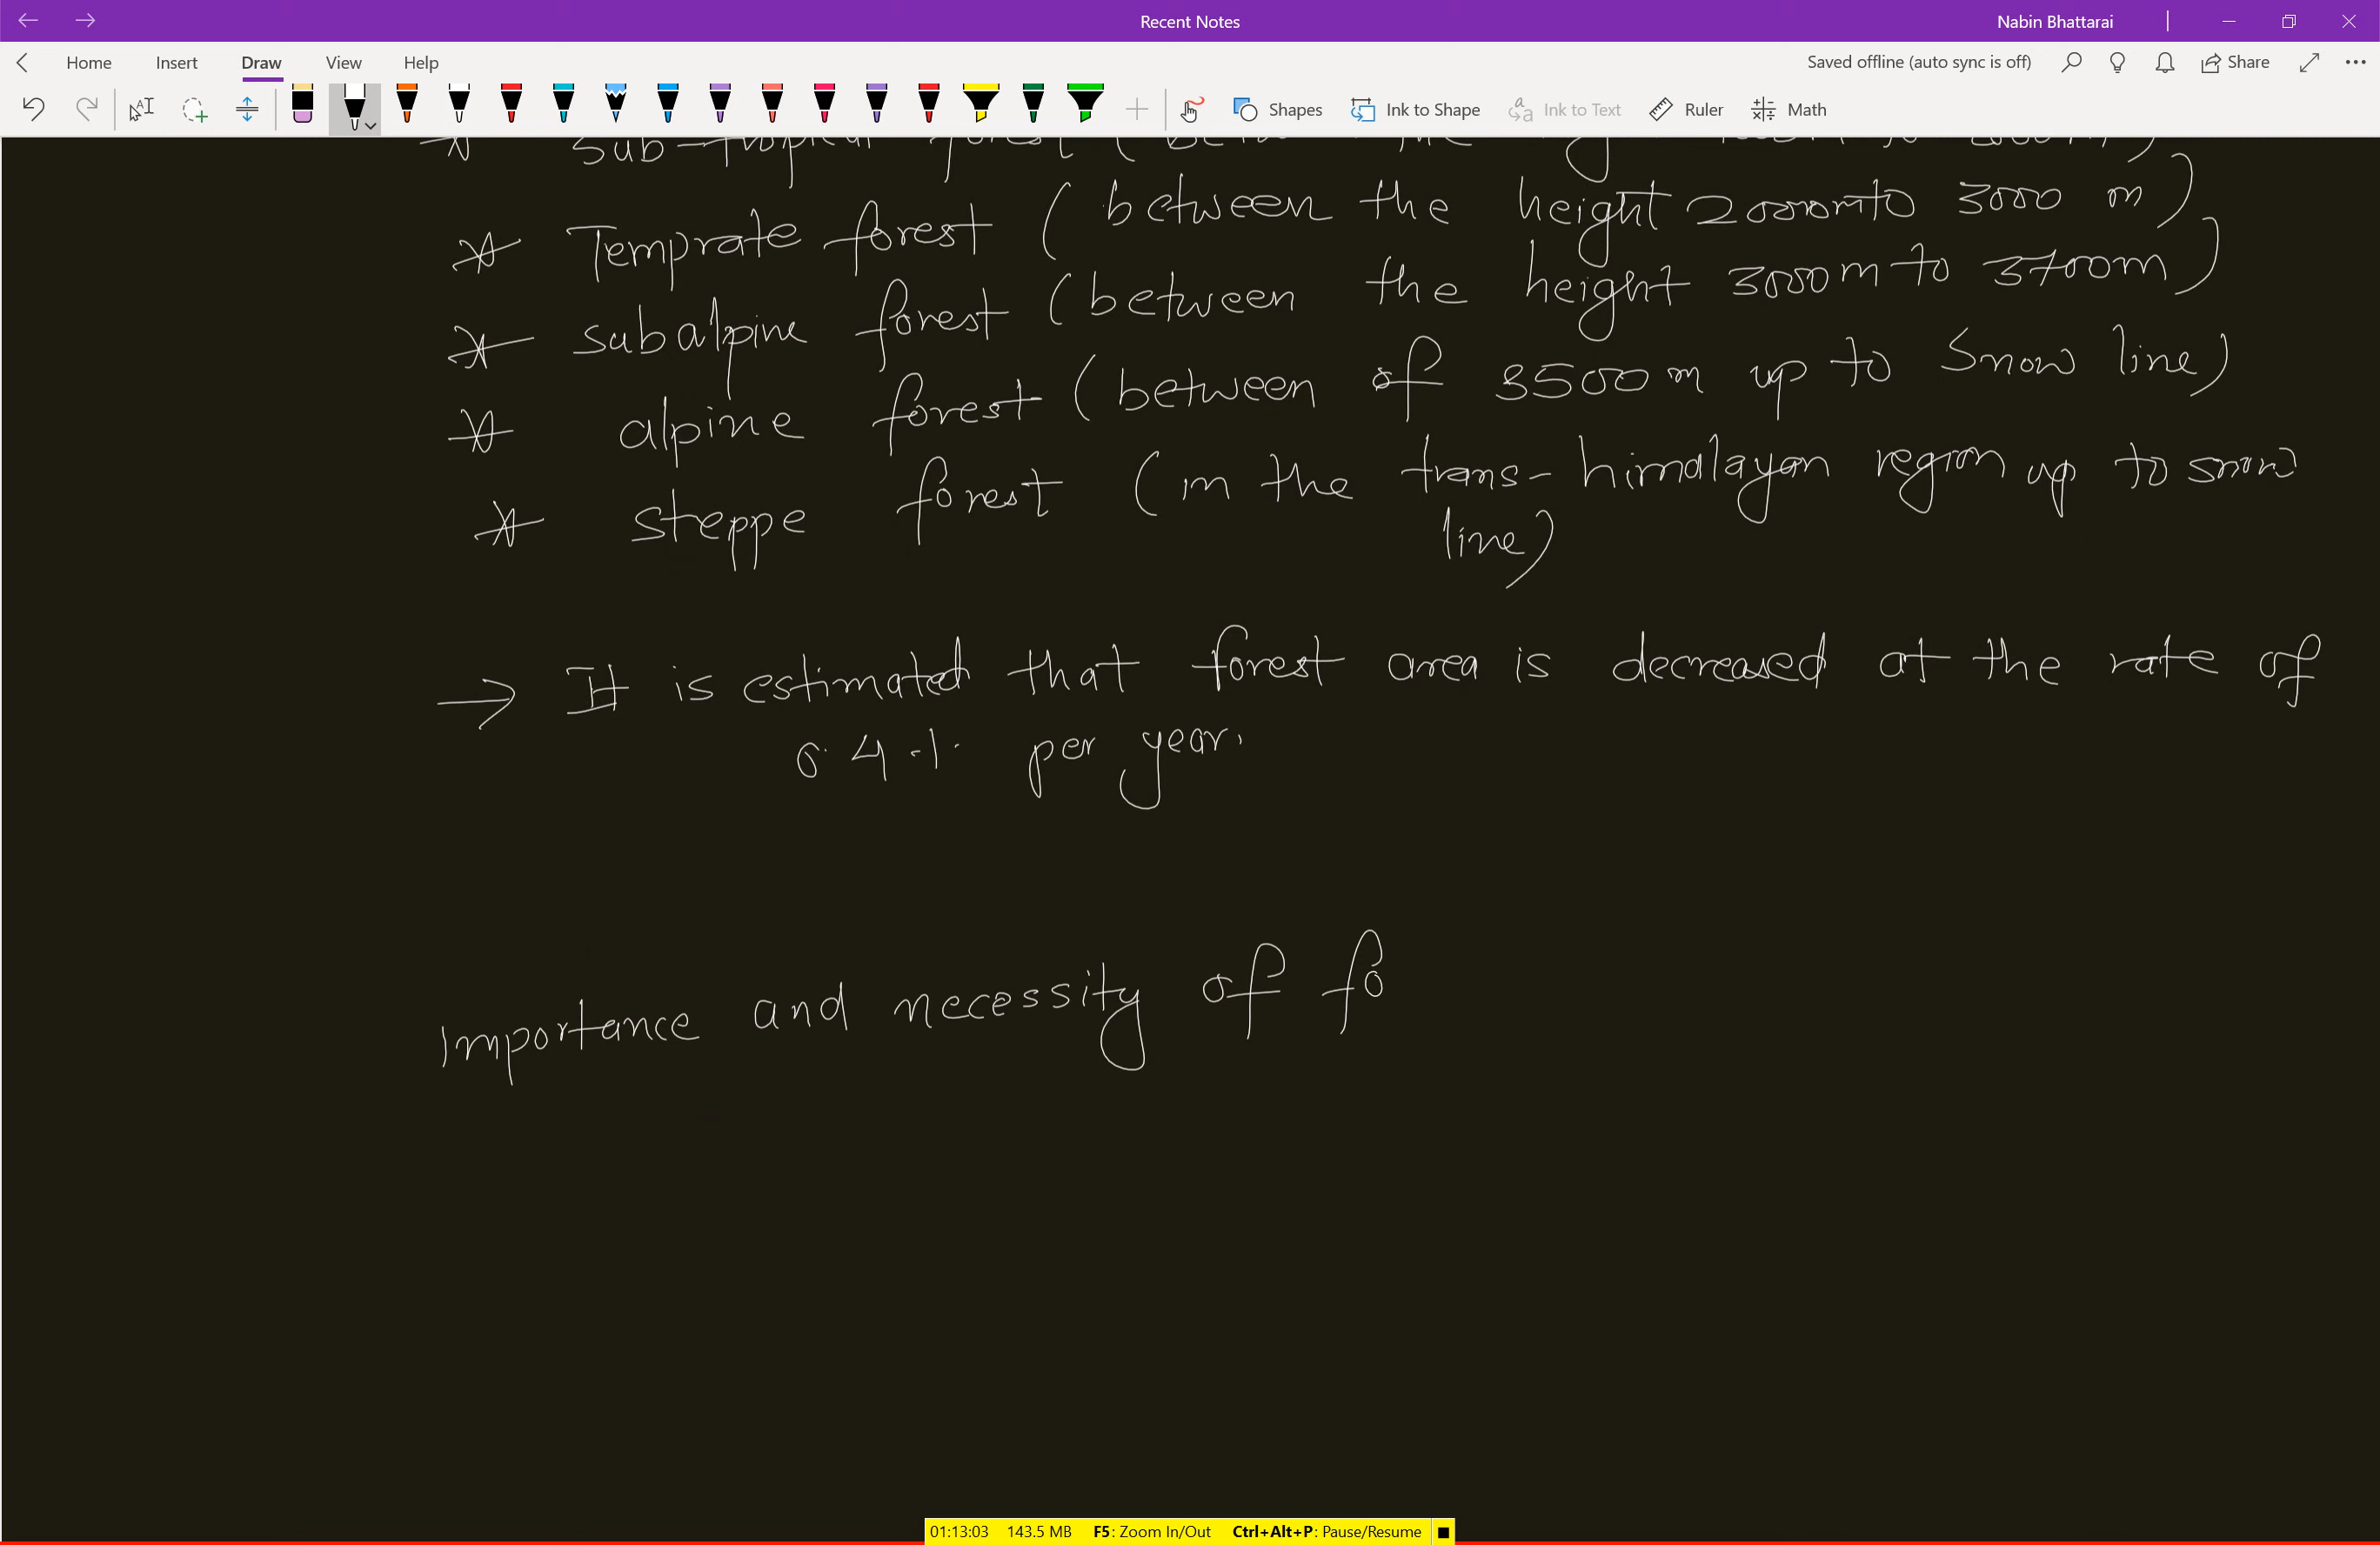 Recent Notes
Nabin Bhattarai
Home Insert Draw View Help
Saved offline (auto sync is off) Share
Shapes Ink to Shape Ink to Text Ruler Math
Sub-tropical forest (
* Temprate forest (between the height 2000m to 3000 m)
* subalpine forest (between the height 3000m to 3700m)
* alpine forest (between of 3500m up to Snow line)
* steppe forest (in the trans-himalayan region up to snow
line)
→ It is estimated that forest area is decreased at the rate of
0.4 % per year.
Importance and necessity of fo
01:13:03 143.5 MB F5: Zoom In/Out Ctrl+Alt+P: Pause/Resume